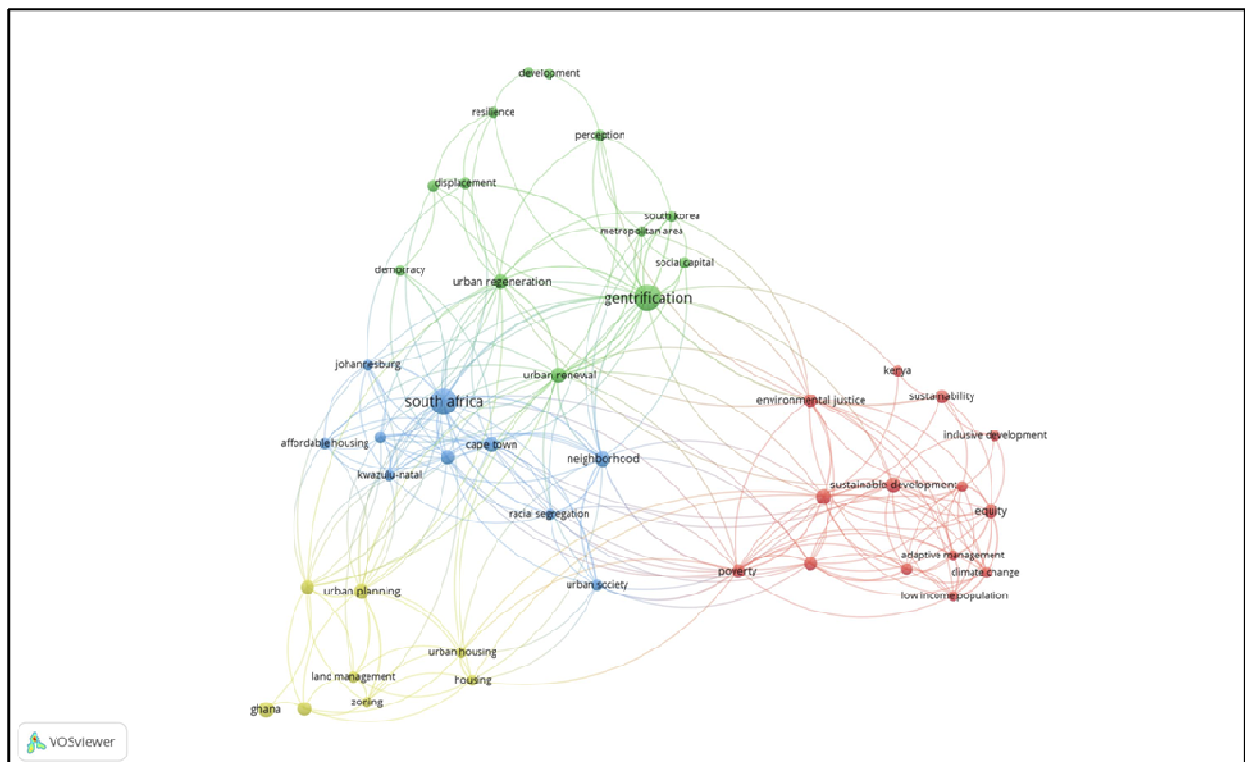 development
resilience
perception
displacement
south korea
metropolitan area
social capital
democracy
urban regeneration
gentrification
johannesburg
urban renewal
kenya
sustainability
south africa
environmental justice
inclusive development
affordable housing
cape town
neighborhood
kwazulu-natal
sustainable development
equity
racial segregation
adaptive management
poverty
climate change
urban society
urban planning
low income population
urban housing
land management
housing
zoning
ghana
VOSviewer